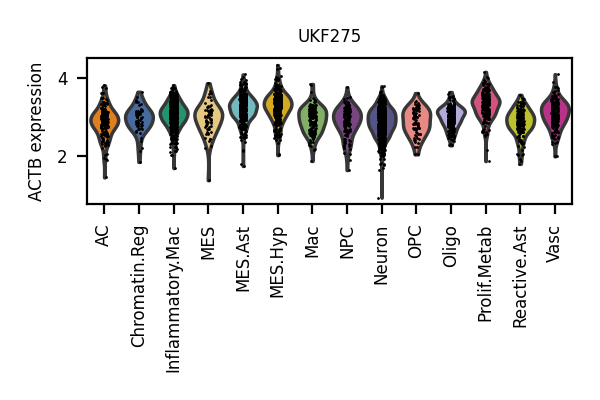 UKF275
ACTB expression
4
2
AC
Chromatin.Reg
Inflammatory.Mac
MES
MES.Ast
MES.Hyp
Mac
NPC
Neuron
OPC
Oligo
Prolif.Metab
Reactive.Ast
Vasc